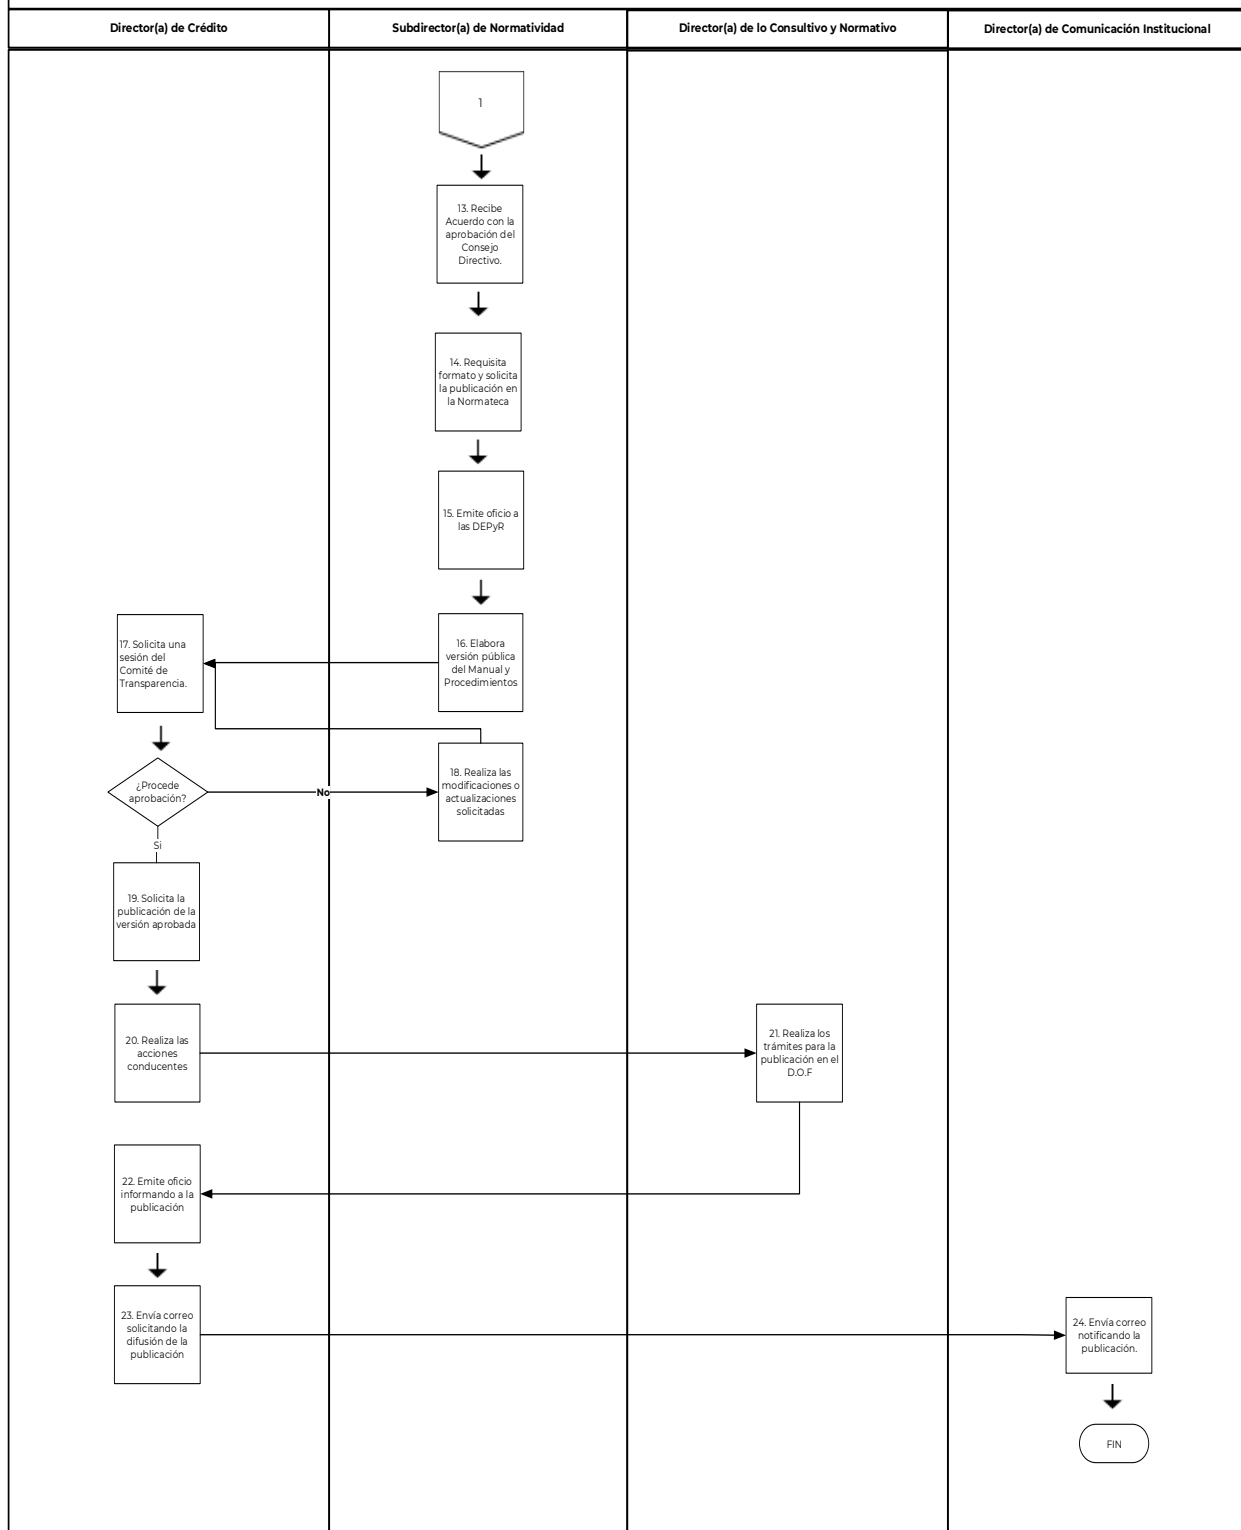 Director(a) de Crédito
Subdirector(a) de Normatividad
Director(a) de lo Consultivo y Normativo
Director(a) de Comunicación Institucional
1
13. Recibe
Acuerdo con la
aprobación del
Consejo
Directivo.
14. Requisita
formato y solicita
la publicación en
la Normateca
15. Emite oficio a
las DEPyR
16. Elabora
versión pública
del Manual y
Procedimientos
17. Solicita una
sesión del
Comité de
Transparencia.
¿Procede
aprobación?
No
18. Realiza las
modificaciones o
actualizaciones
solicitadas
Si
19. Solicita la
publicación de la
versión aprobada
20. Realiza las
acciones
conducentes
21. Realiza los
trámites para la
publicación en el
D.O.F
22. Emite oficio
informando a la
publicación
23. Envía correo
solicitando la
difusión de la
publicación
24. Envía correo
notificando la
publicación.
FIN